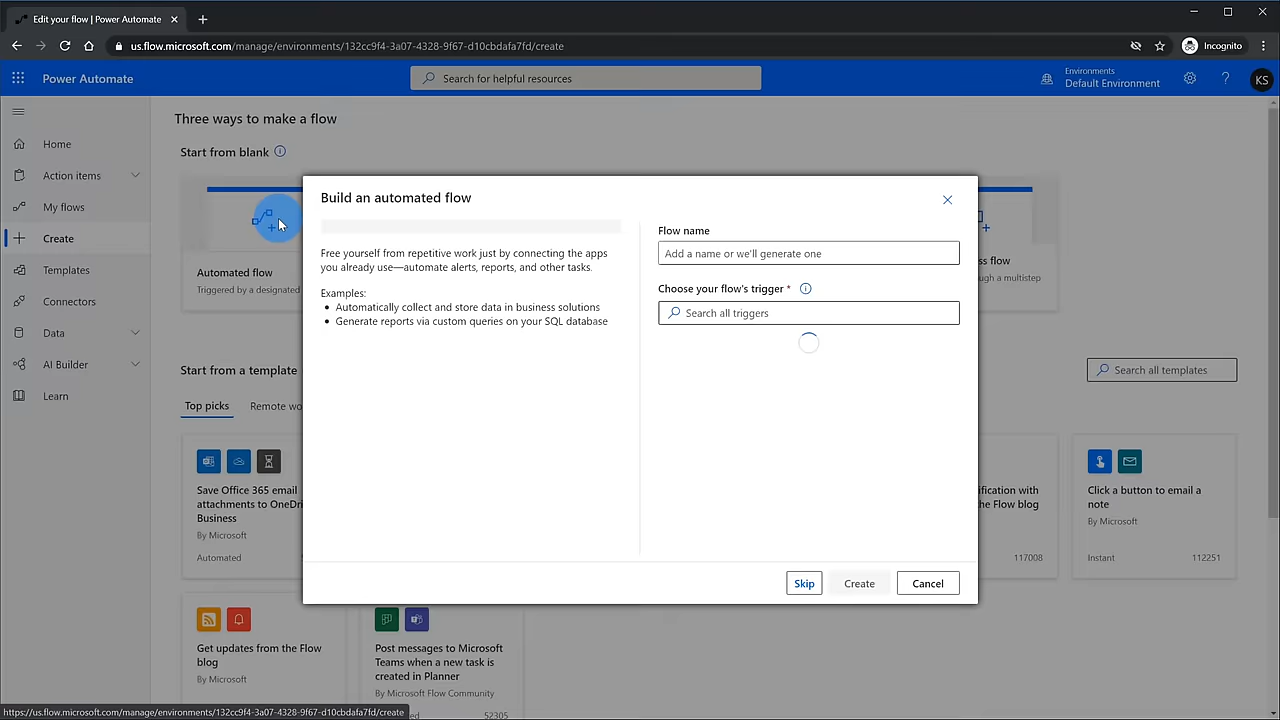 Edit your flow | Power Automate
us.flow.microsoft.com/manage/environments/132cc9f4-3a07-4328-9f67-d10cbdafa7fd/create
Incognito
Power Automate
Search for helpful resources
Environments
Default Environment
KS
Home
Action items
My flows
Create
Templates
Connectors
Data
AI Builder
Learn
Three ways to make a flow
Start from blank
Automated flow
Triggered by a designated
ss flow
ugh a multistep
Build an automated flow
Free yourself from repetitive work just by connecting the apps
you already use—automate alerts, reports, and other tasks.
Examples:
• Automatically collect and store data in business solutions
• Generate reports via custom queries on your SQL database
Flow name
Add a name or we'll generate one
Choose your flow's trigger *
Search all triggers
Skip
Create
Cancel
Start from a template
Search all templates
Top picks
Remote wo
Save Office 365 email
attachments to OneDri
Business
By Microsoft
Automated
ification with
he Flow blog
117008
Click a button to email a
note
By Microsoft
Instant
112251
Get updates from the Flow
blog
By Microsoft
Post messages to Microsoft
Teams when a new task is
created in Planner
By Microsoft Flow Community
ed
52305
https://us.flow.microsoft.com/manage/environments/132cc9f4-3a07-4328-9f67-d10cbdafa7fd/create